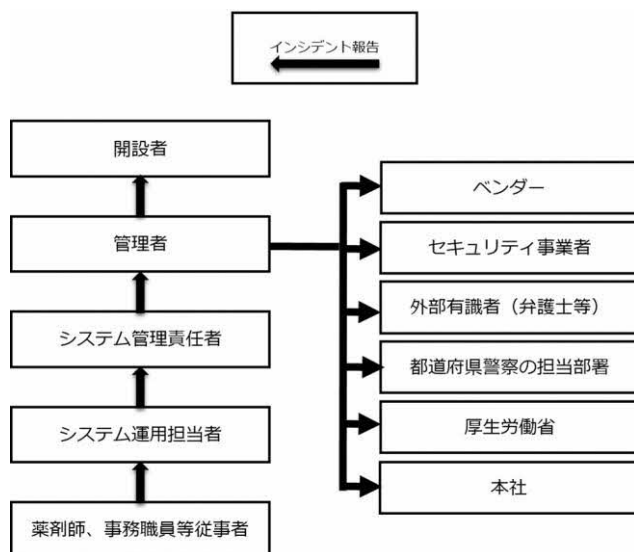 インシデント報告
開設者
管理者
システム管理責任者
システム運用担当者
薬剤師、事務職員等従事者
ベンダー
セキュリティ事業者
外部有識者（弁護士等）
都道府県警察の担当部署
厚生労働省
本社